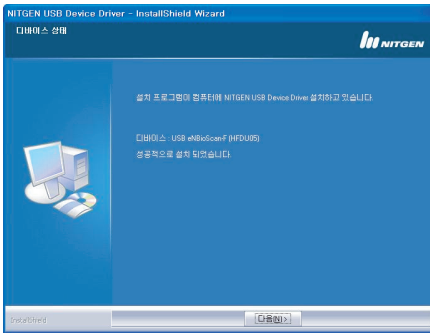 NITGEN USB Device Driver - InstallShield Wizard
디바이스 상태
NITGEN
설치 프로그램이 컴퓨터에 NITGEN USB Device Driver 설치하고 있습니다.
디바이스 : USB eNBioScan-F (HFDU05)
성공적으로 설치 되었습니다.
InstallShield
다음(N) >